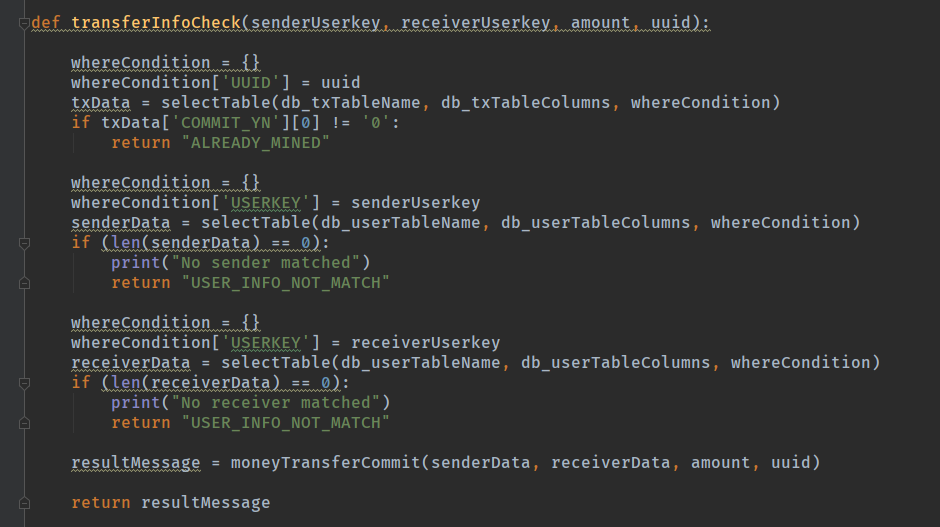 def transferInfoCheck(senderUserkey, receiverUserkey, amount, uuid):
whereCondition = {}
whereCondition['UUID'] = uuid
txData = selectTable(db_txTableName, db_txTableColumns, whereCondition)
if txData['COMMIT_YN'][0] != '0':
return "ALREADY_MINED"
whereCondition = {}
whereCondition['USERKEY'] = senderUserkey
senderData = selectTable(db_userTableName, db_userTableColumns, whereCondition)
if (len(senderData) == 0):
print("No sender matched")
return "USER_INFO_NOT_MATCH"
whereCondition = {}
whereCondition['USERKEY'] = receiverUserkey
receiverData = selectTable(db_userTableName, db_userTableColumns, whereCondition)
if (len(receiverData) == 0):
print("No receiver matched")
return "USER_INFO_NOT_MATCH"
resultMessage = moneyTransferCommit(senderData, receiverData, amount, uuid)
return resultMessage